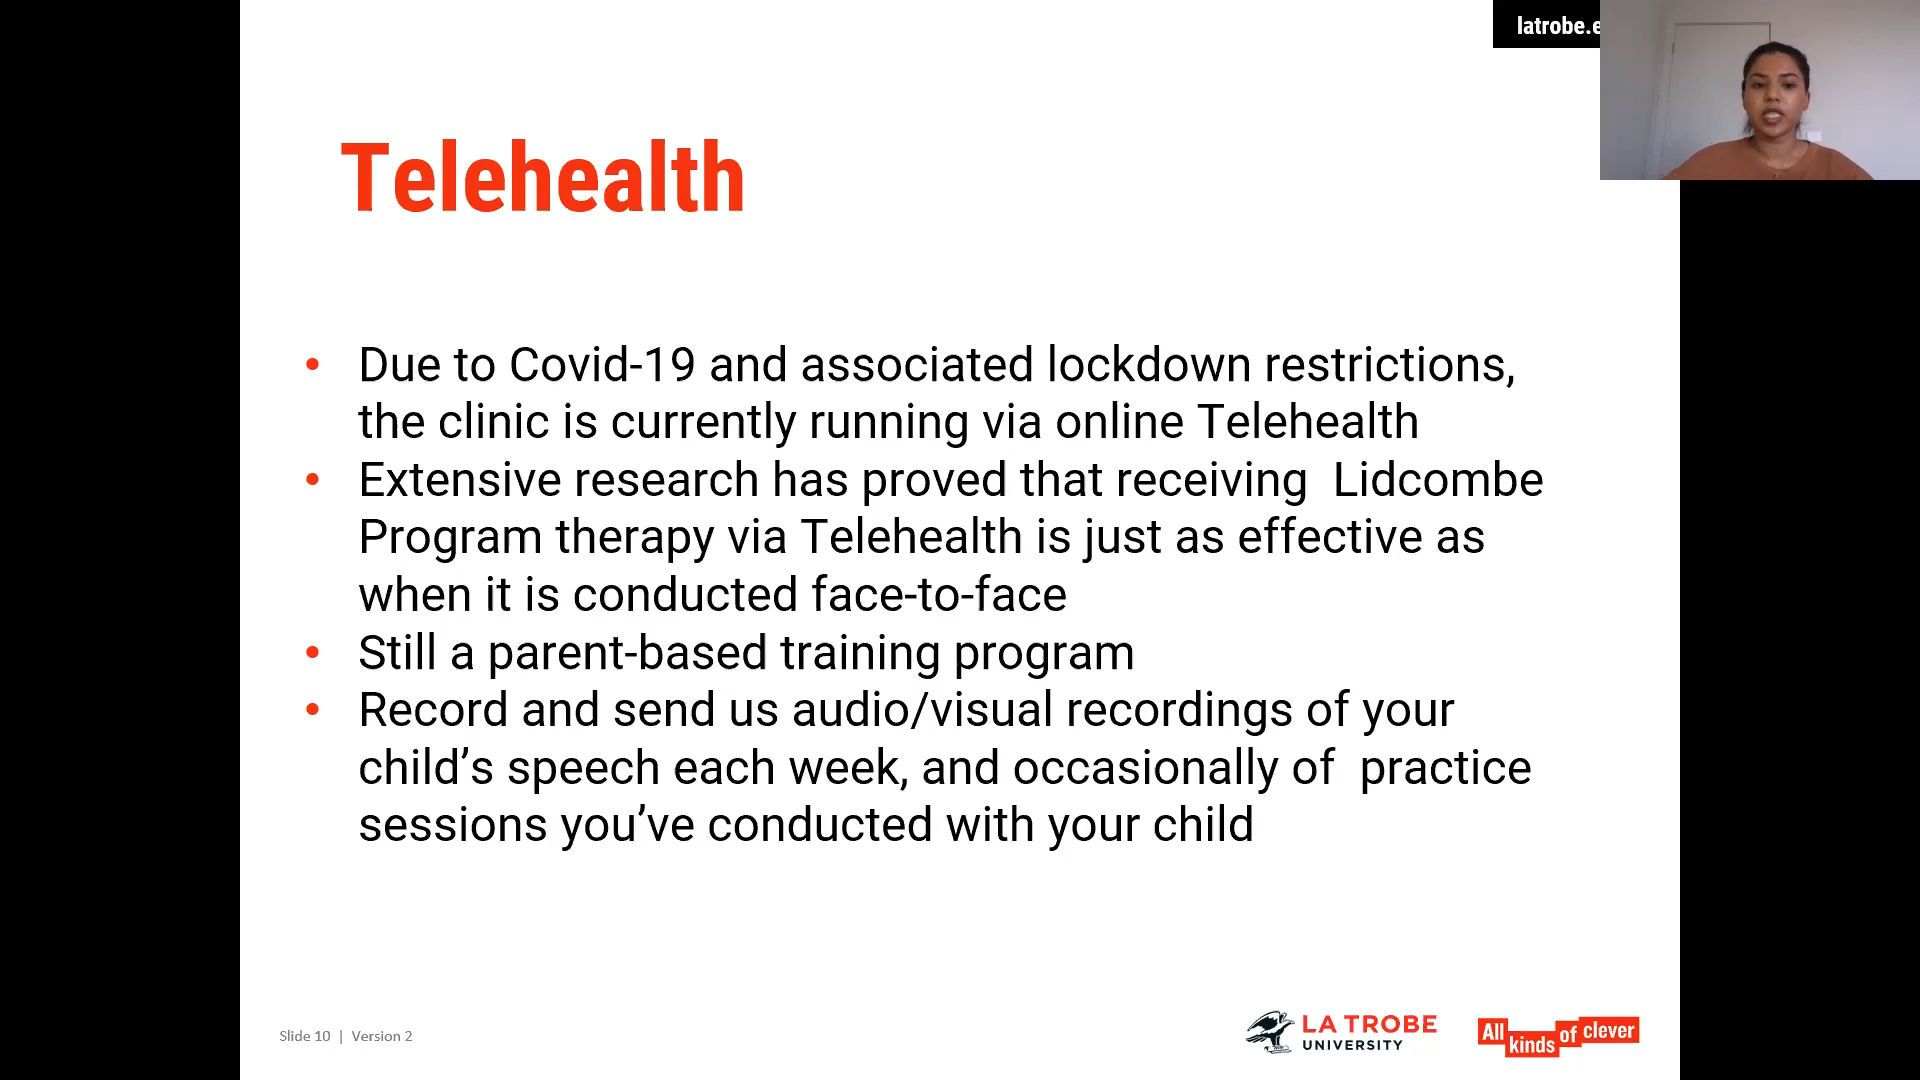 latrobe.e
Telehealth
• Due to Covid-19 and associated lockdown restrictions,
the clinic is currently running via online Telehealth
• Extensive research has proved that receiving  Lidcombe
Program therapy via Telehealth is just as effective as
when it is conducted face-to-face
• Still a parent-based training program
• Record and send us audio/visual recordings of your
child’s speech each week, and occasionally of  practice
sessions you’ve conducted with your child
Slide 10 | Version 2
LA TROBE
UNIVERSITY
All kinds of clever